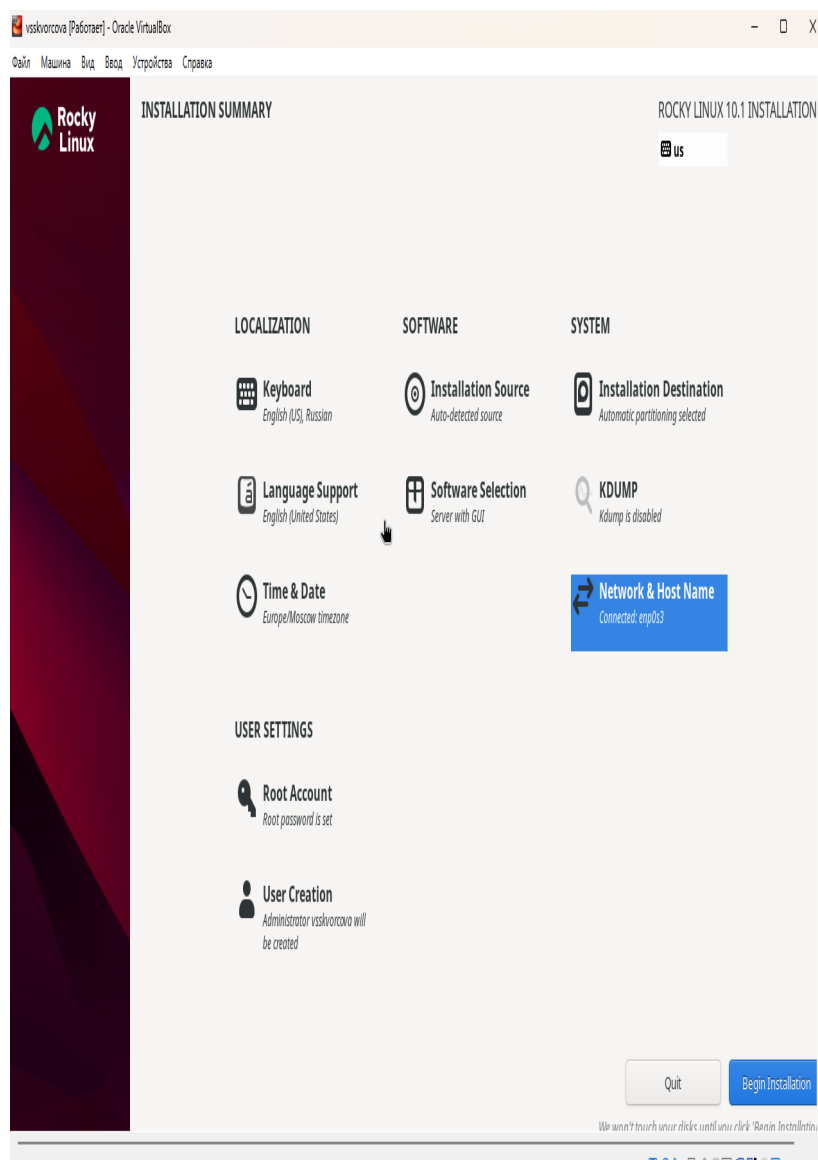 vsskvorcova [Работает] - Oracle VirtualBox
Файл Машина Вид Ввод Устройства Справка
Rocky
Linux
INSTALLATION SUMMARY
ROCKY LINUX 10.1 INSTALLATION
us
LOCALIZATION
SOFTWARE
SYSTEM
Keyboard
English (US), Russian
Installation Source
Auto-detected source
Installation Destination
Automatic partitioning selected
Language Support
English (United States)
Software Selection
Server with GUI
KDUMP
Kdump is disabled
Time & Date
Europe/Moscow timezone
Network & Host Name
Connected: enp0s3
USER SETTINGS
Root Account
Root password is set
User Creation
Administrator vsskvorcova will
be created
Quit
Begin Installation
We won't touch your disks until you click 'Begin Installation